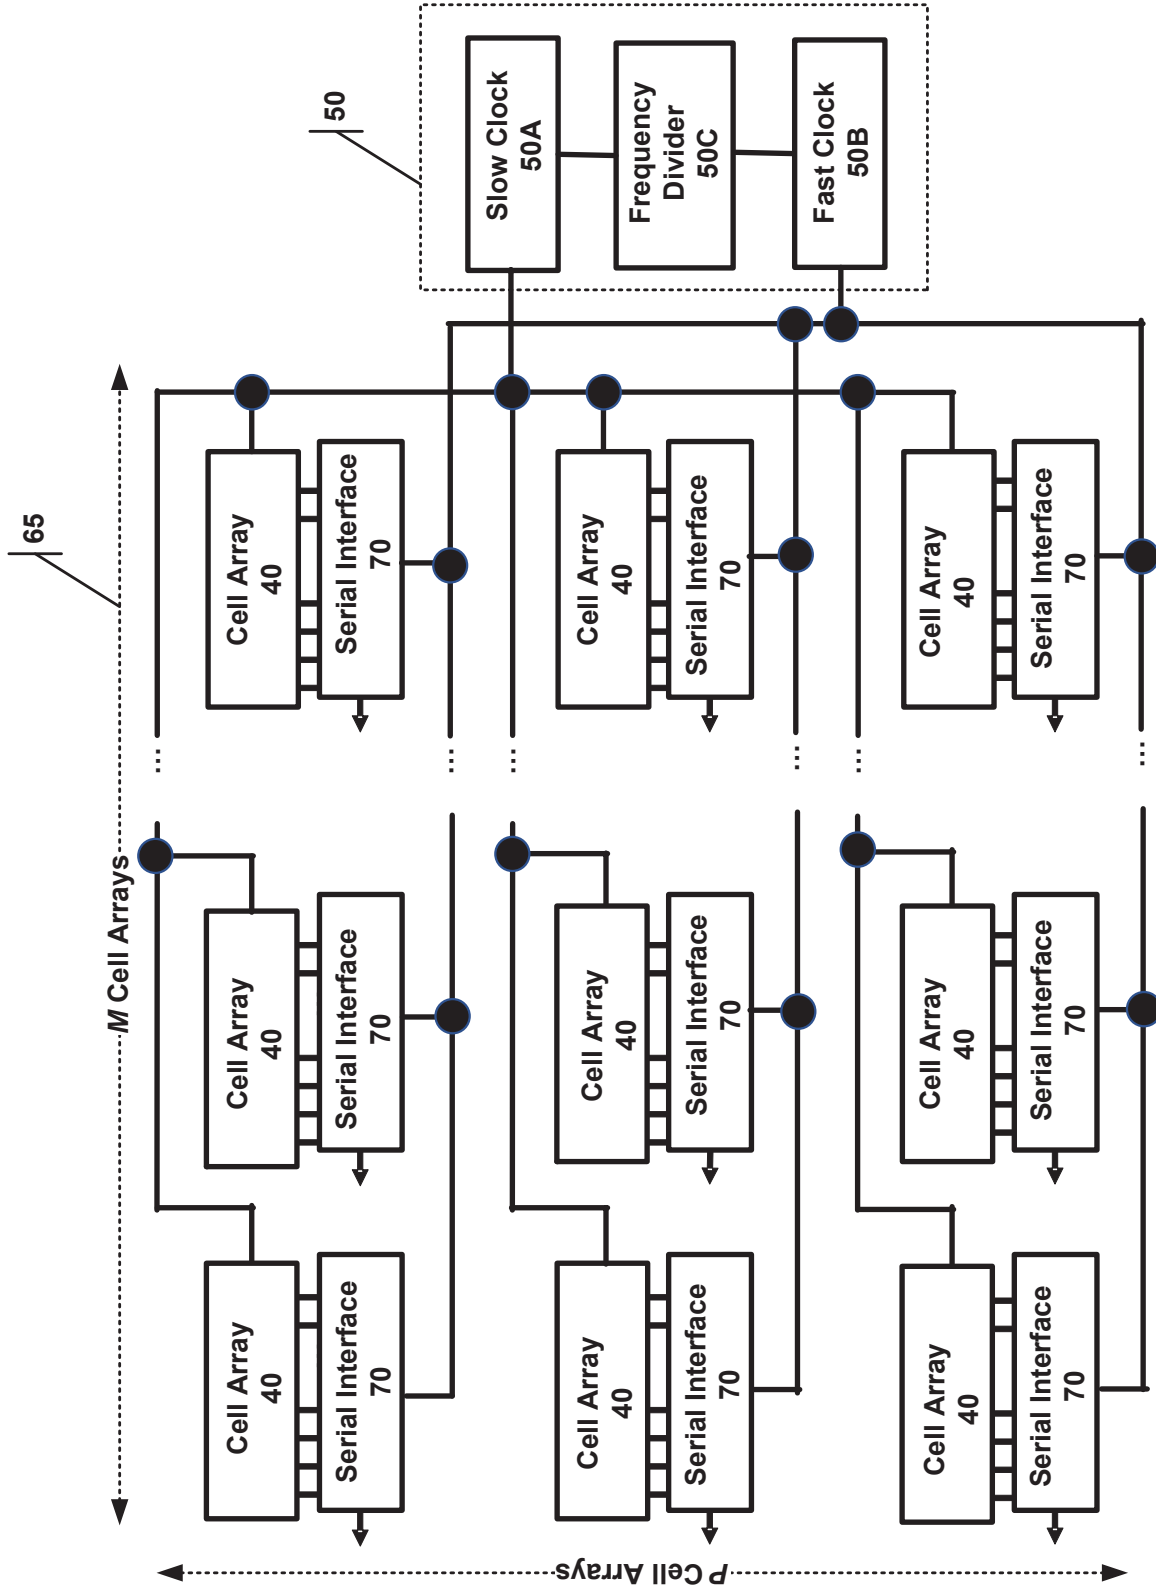 65
M Cell Arrays
P Cell Arrays
Cell Array
40
Serial Interface
70
Cell Array
40
Serial Interface
70
...
...
Cell Array
40
Serial Interface
70
Cell Array
40
Serial Interface
70
Cell Array
40
Serial Interface
70
...
...
Cell Array
40
Serial Interface
70
Cell Array
40
Serial Interface
70
Cell Array
40
Serial Interface
70
...
...
Cell Array
40
Serial Interface
70
50
Slow Clock
50A
Frequency
Divider
50C
Fast Clock
50B